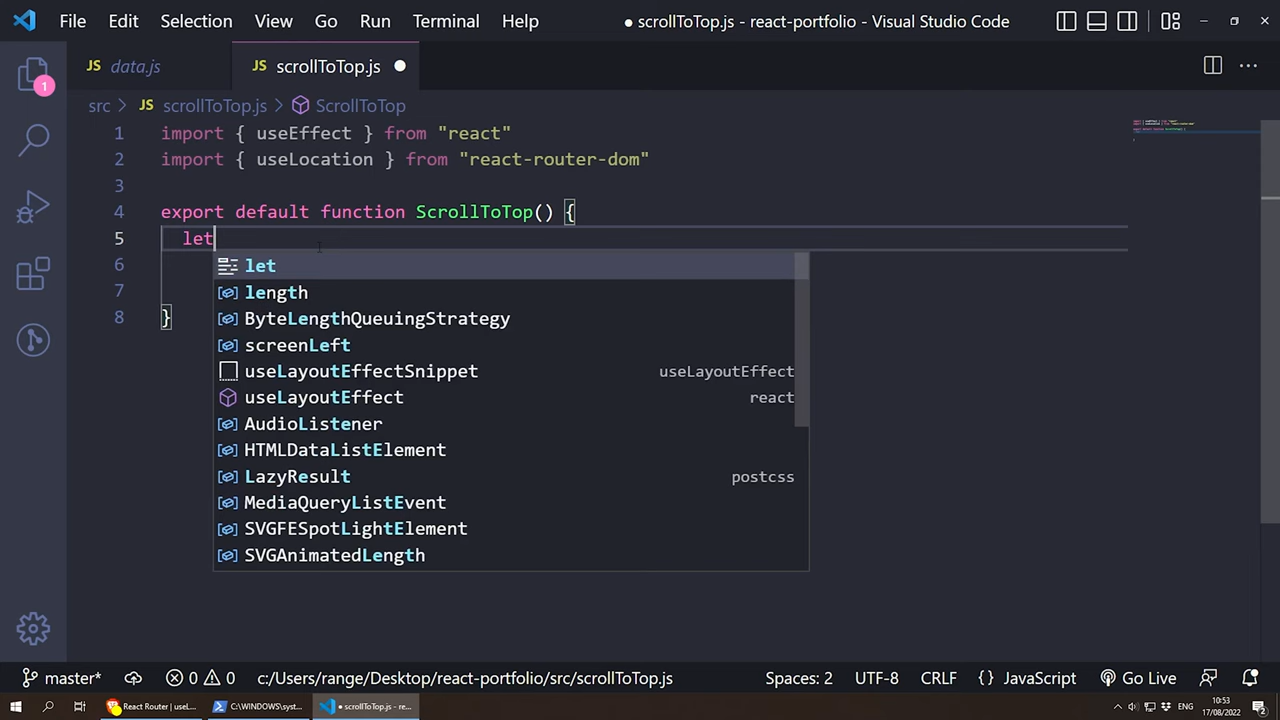 File Edit Selection View Go Run Terminal Help ● scrollToTop.js - react-portfolio - Visual Studio Code
JS data.js JS scrollToTop.js ●
src > JS scrollToTop.js > ScrollToTop
1
1 import { useEffect } from "react"
2 import { useLocation } from "react-router-dom"
3
4 export default function ScrollToTop() {
5 let
6
7
8 }
let
length
ByteLengthQueuingStrategy
screenLeft
useLayoutEffectSnippet useLayoutEffect
useLayoutEffect react
AudioListener
HTMLDataListElement
LazyResult postcss
MediaQueryListEvent
SVGFESpotLightElement
SVGAnimatedLength
master* 0 0 c:/Users/range/Desktop/react-portfolio/src/scrollToTop.js Spaces: 2 UTF-8 CRLF {} JavaScript Go Live
React Router | useL... C:\WINDOWS\syst... ● scrollToTop.js - re... ENG 10:53
17/08/2022 2